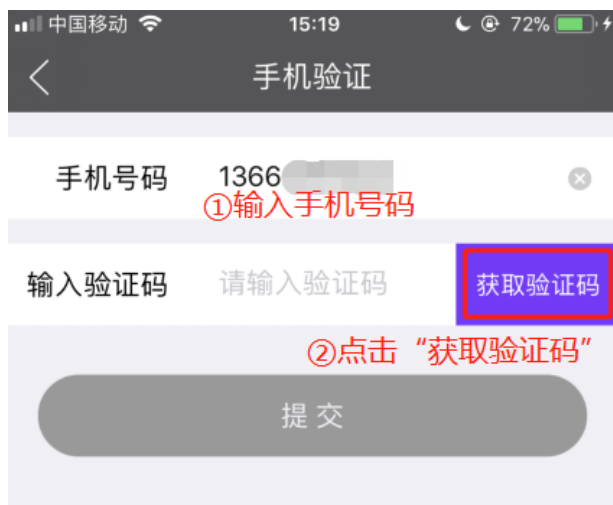 中国移动 15:19 72%
手机验证
手机号码 1366
①输入手机号码
输入验证码 请输入验证码 获取验证码
②点击“获取验证码”
提交